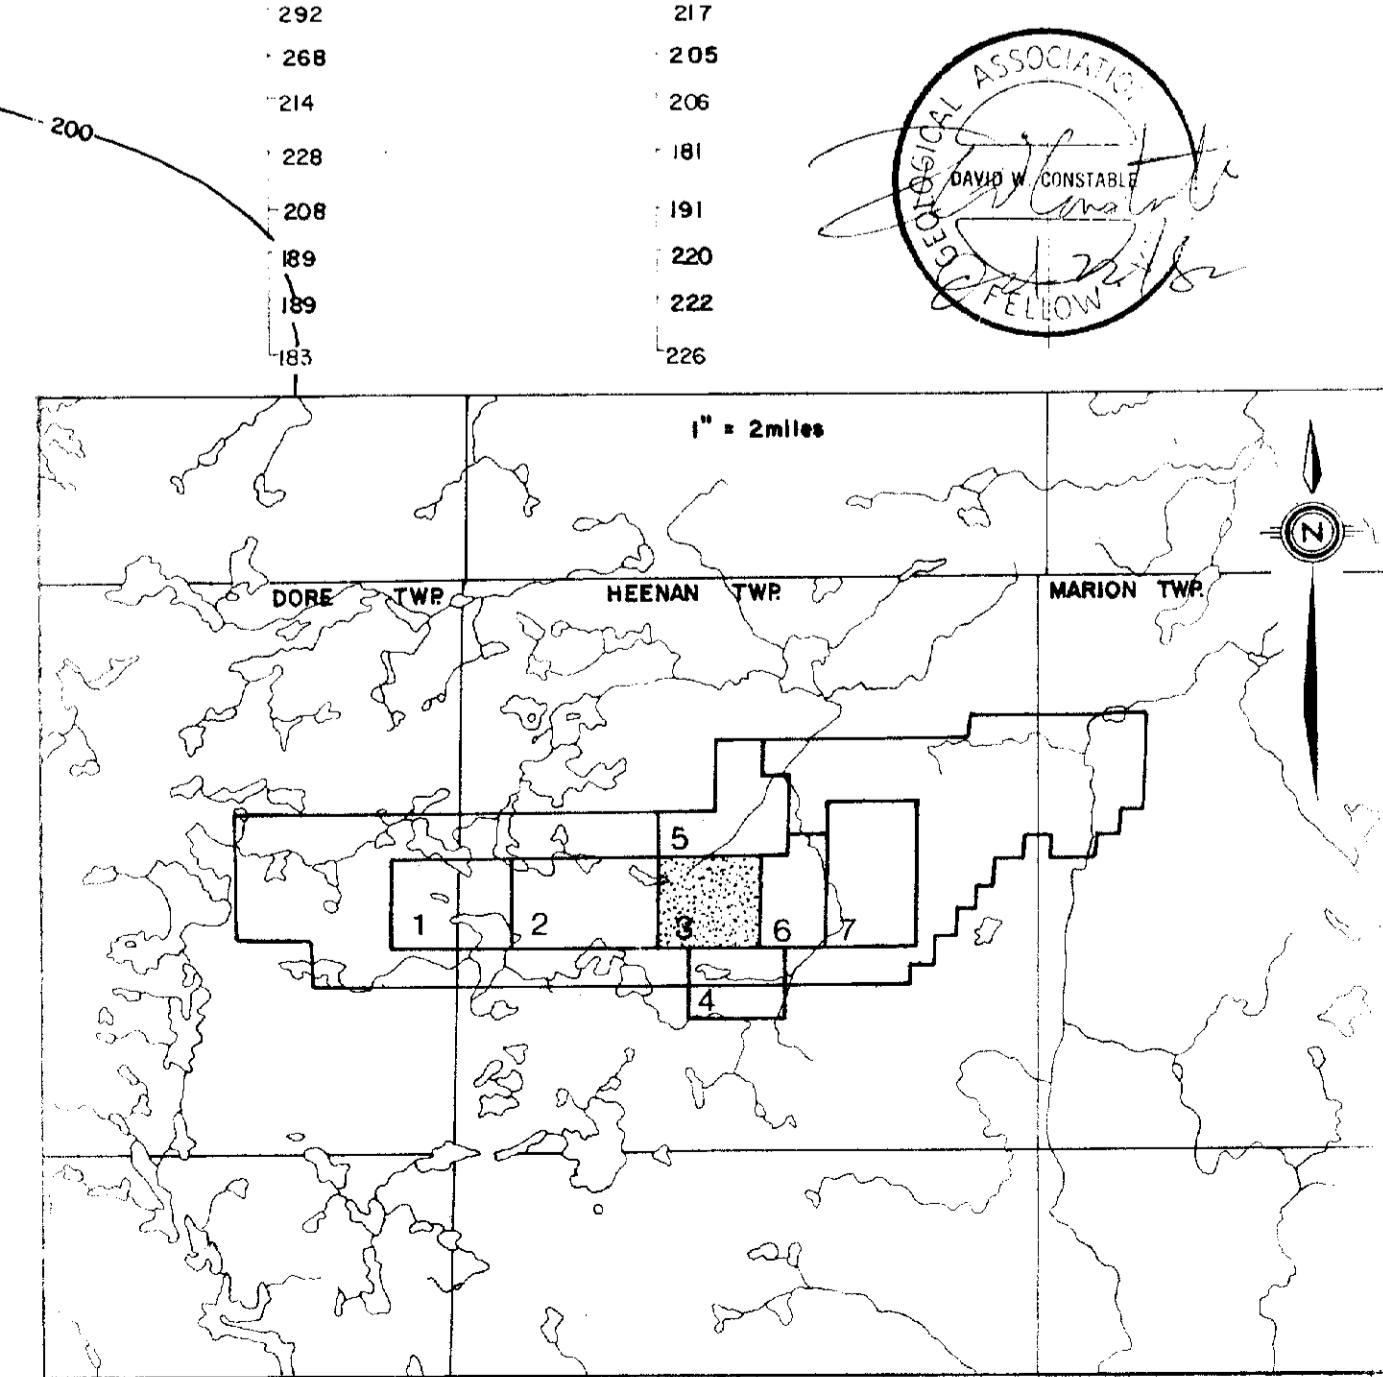 292 217
268 205
214 206
200
228 181
208 191
189 220
189 222
183 226
GEOLOGICAL ASSOCIATION
DAVID W. CONSTABLE
FELLOW
1" = 2miles
N
DORE TWP. HEENAN TWP. MARION TWP.
5
1 2 3 6 7
4